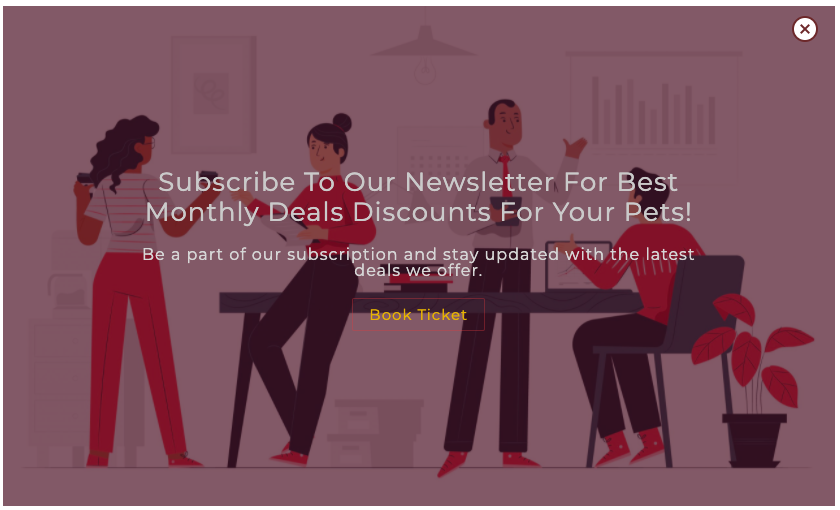 Subscribe To Our Newsletter For Best
Monthly Deals Discounts For Your Pets!
Be a part of our subscription and stay updated with the latest
deals we offer.
Book Ticket